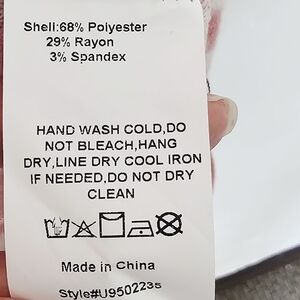 Shell:68% Polyester
29% Rayon
3% Spandex
HAND WASH COLD,DO
NOT BLEACH,HANG
DRY,LINE DRY COOL IRON
IF NEEDED,DO NOT DRY
CLEAN
Made in China
Style#U9502235